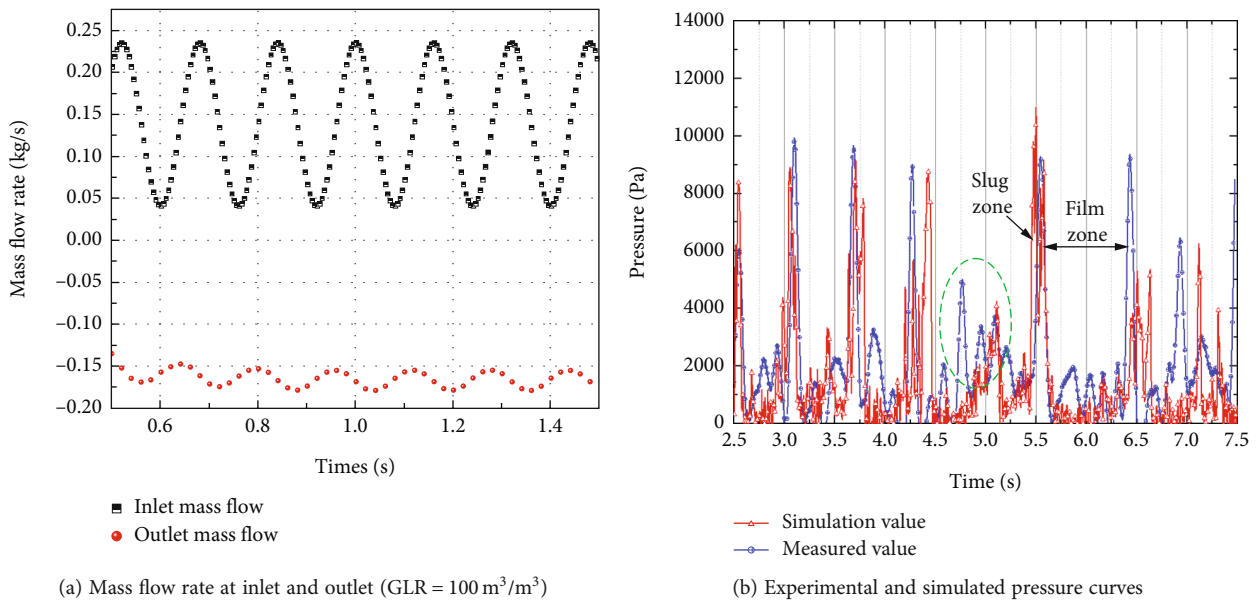 0.25
0.20
0.15
0.10
0.05
0.00
−0.05
−0.10
−0.15
−0.20
Mass flow rate (kg/s)
0.6 0.8 1.0 1.2 1.4
Times (s)
Inlet mass flow
Outlet mass flow
(a) Mass flow rate at inlet and outlet (GLR = 100 m³/m³)
14000
12000
10000
8000
6000
4000
2000
0
Pressure (Pa)
Slug
zone
Film
zone
2.5 3.0 3.5 4.0 4.5 5.0 5.5 6.0 6.5 7.0 7.5
Time (s)
Simulation value
Measured value
(b) Experimental and simulated pressure curves